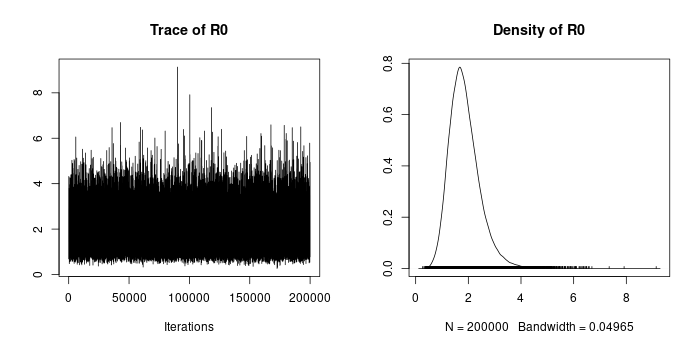 Trace of R0
8
6
4
2
0
0 50000 100000 150000 200000
Iterations
Density of R0
0.8
0.6
0.4
0.2
0.0
0 2 4 6 8
N = 200000 Bandwidth = 0.04965